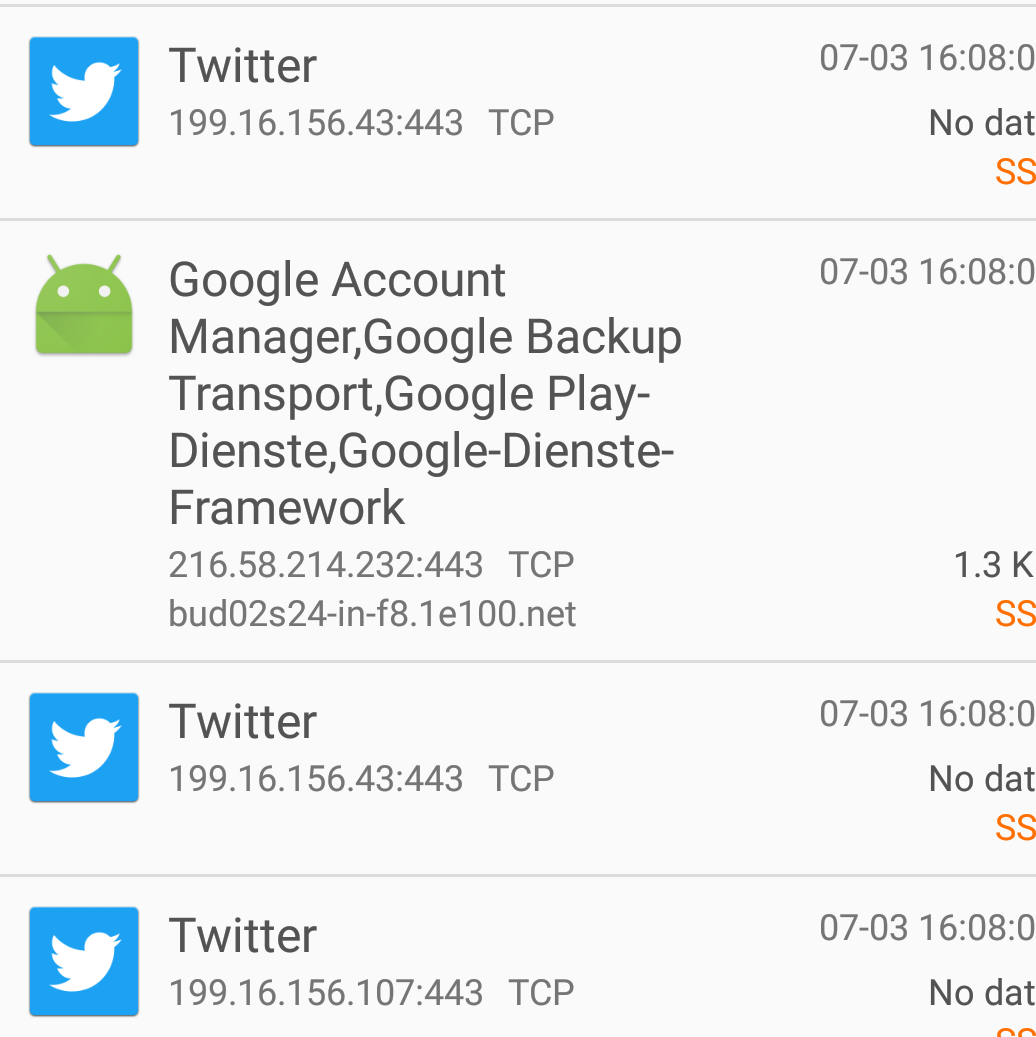 Twitter 07-03 16:08:0
199.16.156.43:443 TCP No dat
SS
Google Account 07-03 16:08:0
Manager,Google Backup
Transport,Google Play-
Dienste,Google-Dienste-
Framework
216.58.214.232:443 TCP 1.3 K
bud02s24-in-f8.1e100.net SS
Twitter 07-03 16:08:0
199.16.156.43:443 TCP No dat
SS
Twitter 07-03 16:08:0
199.16.156.107:443 TCP No dat
SS